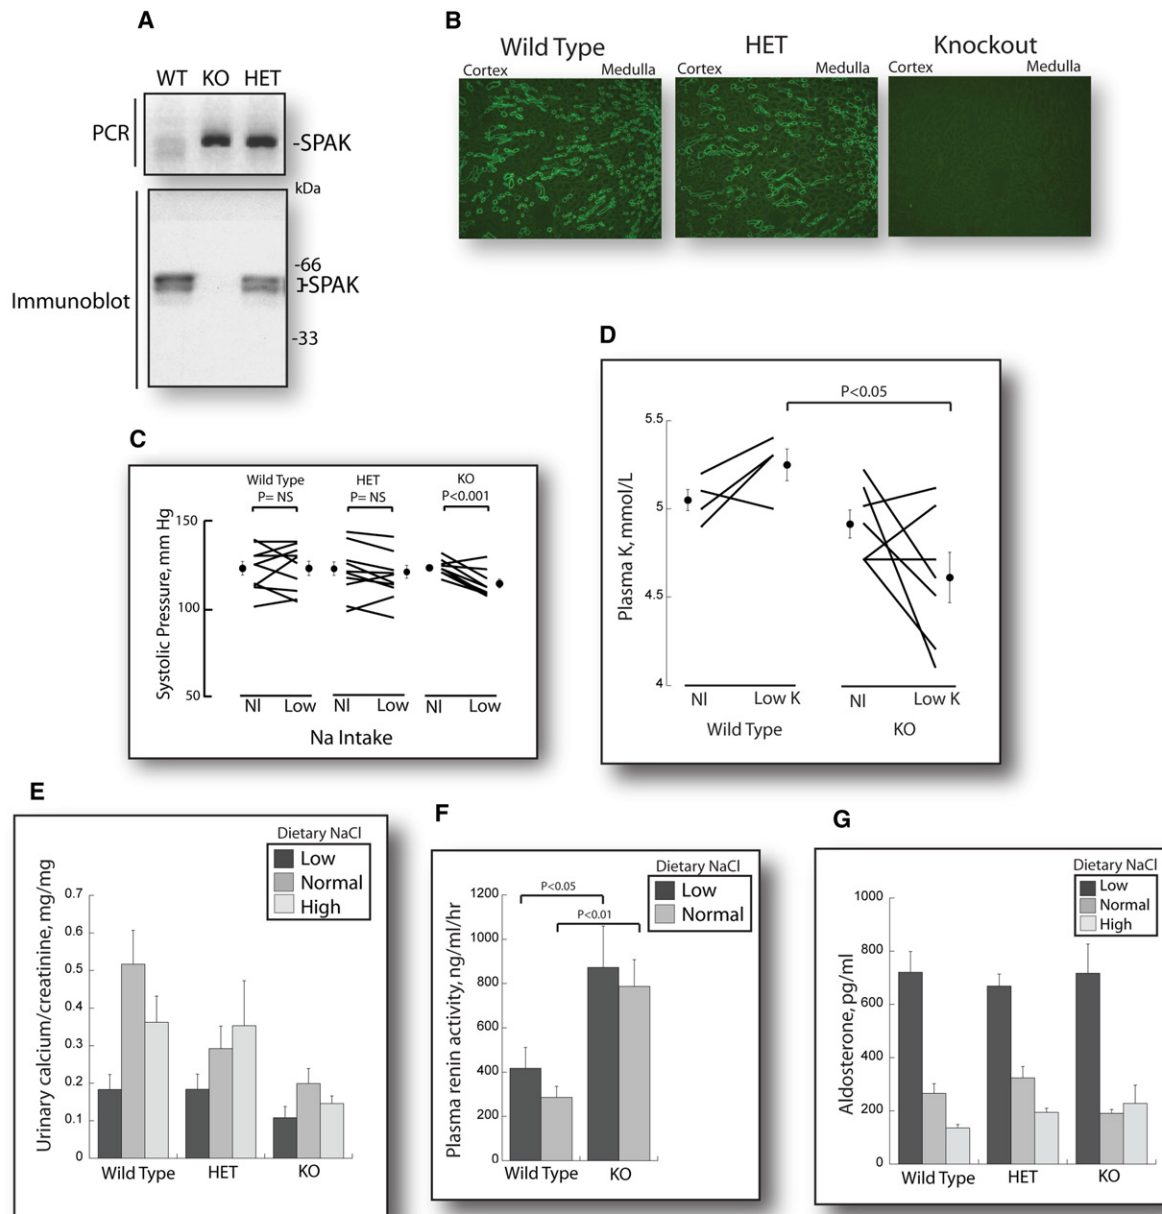 A
WT KO HET
PCR
-SPAK
kDa
-66
SPAK
-33
Immunoblot
B
Wild Type HET Knockout
Cortex Medulla Cortex Medulla Cortex Medulla
C
Wild Type HET KO
P= NS P= NS P<0.001
150
100
50
Systolic Pressure, mm Hg
NI Low NI Low NI Low
Na Intake
D
P<0.05
5.5
5
4.5
4
Plasma K, mmol/L
NI Low K NI Low K
Wild Type KO
E
Dietary NaCl
Low
Normal
High
0.7
0.6
0.5
0.4
0.3
0.2
0.1
0
Urinary calcium/creatinine, mg/mg
Wild Type HET KO
F
Dietary NaCl
Low
Normal
1200
1000
800
600
400
200
0
P<0.05
P<0.01
Plasma renin activity, ng/ml/hr
Wild Type KO
G
Dietary NaCl
Low
Normal
High
1000
800
600
400
200
0
Aldosterone, pg/ml
Wild Type HET KO